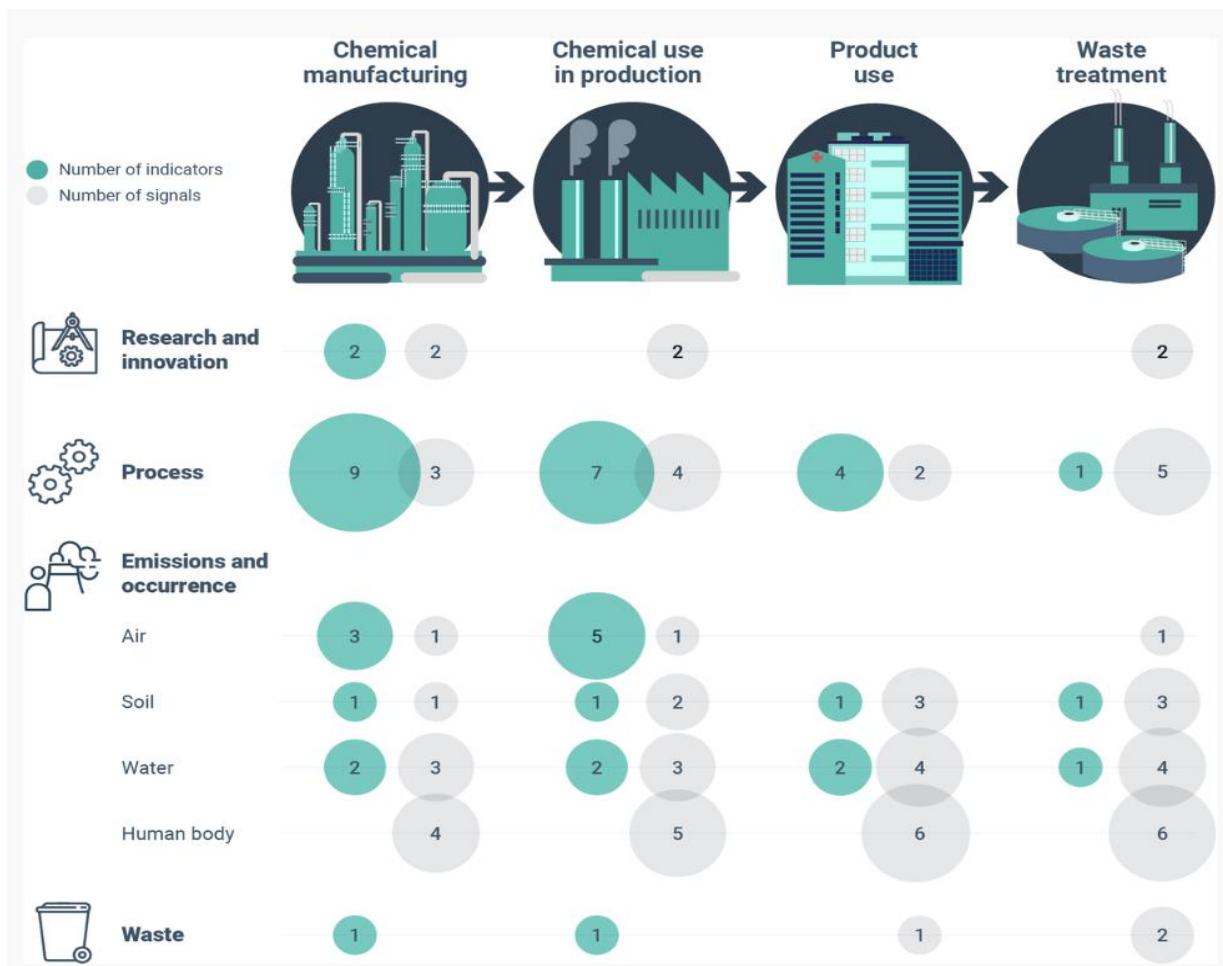 Chemical
manufacturing
Chemical use
in production
Product
use
Waste
treatment
Number of indicators
Number of signals
Research and
innovation
2 2 2 2
Process
9 3 7 4 4 2 1 5
Emissions and
occurrence
Air
3 1 5 1 1
Soil
1 1 1 2 1 3 1 3
Water
2 3 2 3 2 4 1 4
Human body
4 5 6 6
Waste
1 1 1 2